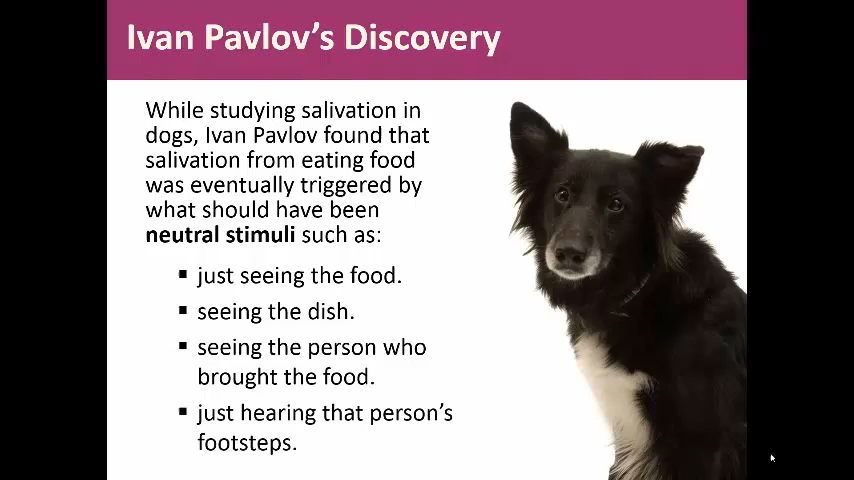 Ivan Pavlov’s Discovery
While studying salivation in
dogs, Ivan Pavlov found that
salivation from eating food
was eventually triggered by
what should have been
neutral stimuli such as:
▪ just seeing the food.
▪ seeing the dish.
▪ seeing the person who
brought the food.
▪ just hearing that person’s
footsteps.